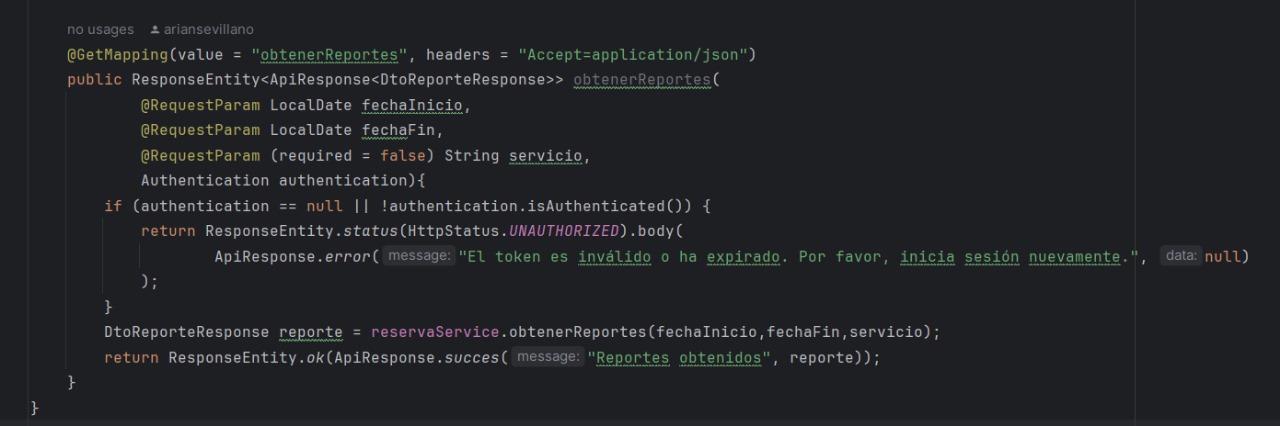 no usages   ariansevillano
@GetMapping(value = "obtenerReportes", headers = "Accept=application/json")
public ResponseEntity<ApiResponse<DtoReporteResponse>> obtenerReportes(
        @RequestParam LocalDate fechaInicio,
        @RequestParam LocalDate fechaFin,
        @RequestParam (required = false) String servicio,
        Authentication authentication){
    if (authentication == null || !authentication.isAuthenticated()) {
        return ResponseEntity.status(HttpStatus.UNAUTHORIZED).body(
                ApiResponse.error( message: "El token es inválido o ha expirado. Por favor, inicia sesión nuevamente.", data: null)
        );
    }
    DtoReporteResponse reporte = reservaService.obtenerReportes(fechaInicio,fechaFin,servicio);
    return ResponseEntity.ok(ApiResponse.succes( message: "Reportes obtenidos", reporte));
}
}